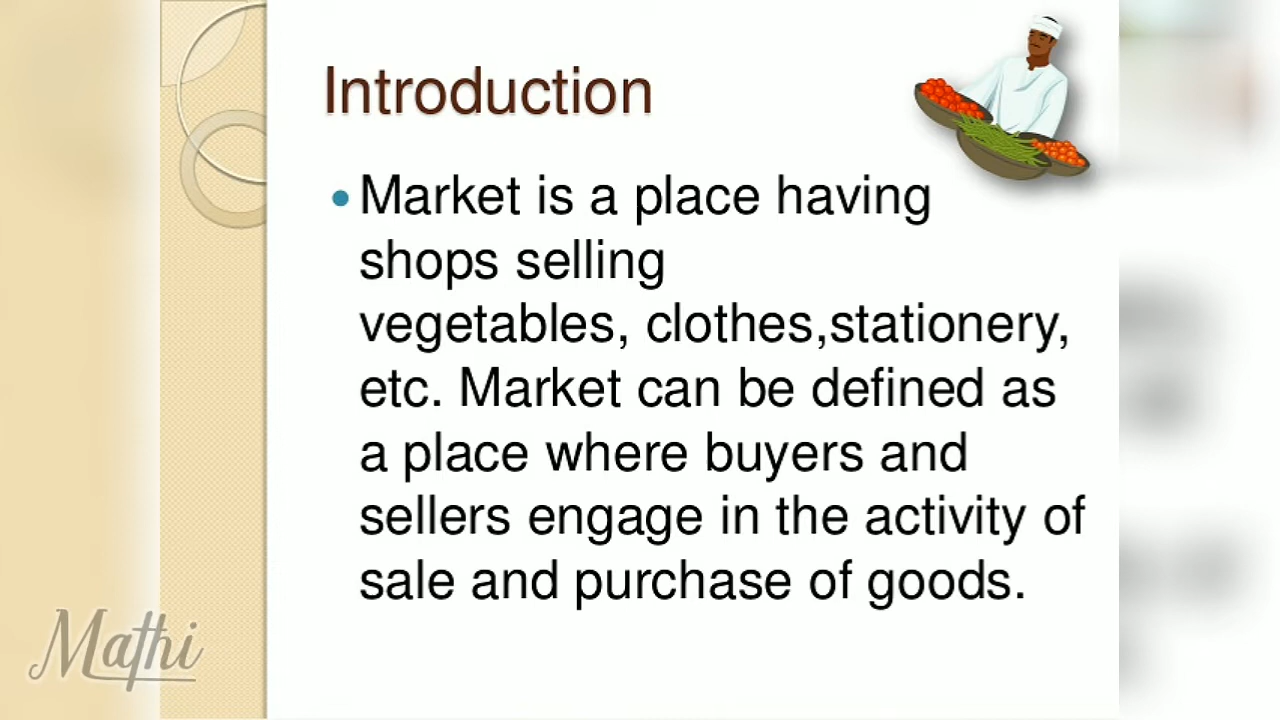 Introduction
Market is a place having
shops selling
vegetables, clothes,stationery,
etc. Market can be defined as
a place where buyers and
sellers engage in the activity of
sale and purchase of goods.
Mathi